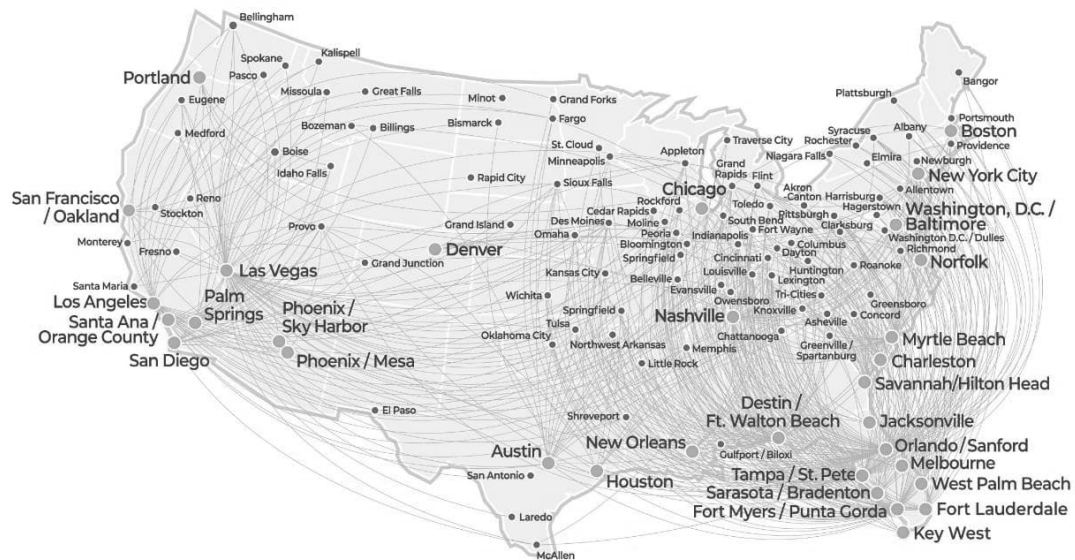 Bellingham
Kalispell
Spokane
Portland
Pasco
Bangor
Plattsburgh
Eugene
Missoula
Great Falls
Minot
Grand Forks
Portsmouth
Boston
Providence
Medford
Bozeman
Billings
Bismarck
Fargo
Syracuse
Albany
Rochester
Boise
St. Cloud
Minneapolis
Appleton
Traverse City
Niagara Falls
Elmira
Newburgh
New York City
Idaho Falls
Rapid City
Sioux Falls
Grand
Rapids
Flint
Akron
-Canton
Harrisburg
Allentown
Chicago
San Francisco
/ Oakland
Reno
Stockton
Rockford
Toledo
Hagerstown
Washington, D.C. /
Baltimore
Cedar Rapids
Pittsburgh
Provo
Grand Island
Des Moines
Moline
South Bend
Clarksburg
Omaha
Peoria
Indianapolis
Fort Wayne
Washington D.C. / Dulles
Monterey
Fresno
Denver
Bloomington
Columbus
Richmond
Springfield
Cincinnati
Dayton
Norfolk
Grand Junction
Las Vegas
Kansas City
Belleville
Louisville
Huntington
Lexington
Roanoke
Santa Maria
Evansville
Tri-Cities
Los Angeles
Palm
Springs
Phoenix /
Sky Harbor
Wichita
Owensboro
Greensboro
Springfield
Knoxville
Concord
Santa Ana /
Orange County
Nashville
Asheville
Tulsa
Oklahoma City
Chattanooga
Myrtle Beach
Northwest Arkansas
Memphis
Greenville /
Spartanburg
San Diego
Phoenix / Mesa
Little Rock
Charleston
Savannah/Hilton Head
El Paso
Shreveport
Destin /
Ft. Walton Beach
Jacksonville
New Orleans
Gulfport / Biloxi
Orlando / Sanford
Austin
Melbourne
San Antonio
Houston
Tampa / St. Pete
West Palm Beach
Sarasota / Bradenton
Laredo
Fort Myers / Punta Gorda
Fort Lauderdale
Key West
McAllen